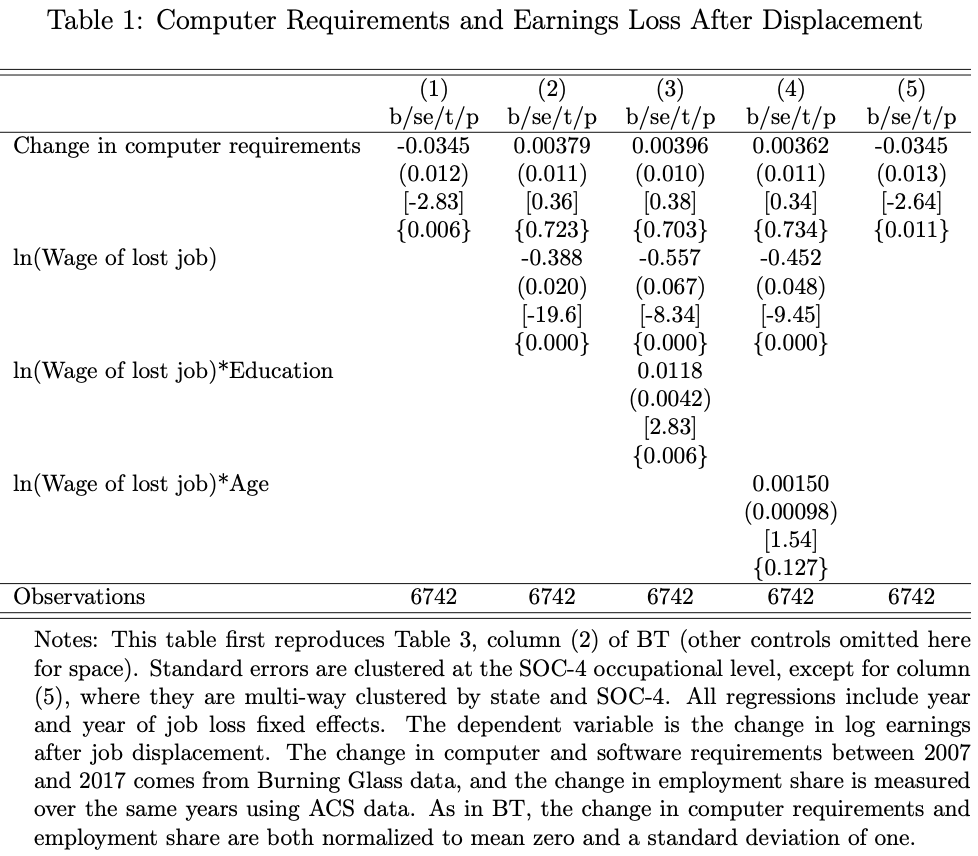 Table 1: Computer Requirements and Earnings Loss After Displacement
(1) (2) (3) (4) (5)
b/se/t/p b/se/t/p b/se/t/p b/se/t/p b/se/t/p
Change in computer requirements -0.0345 0.00379 0.00396 0.00362 -0.0345
(0.012) (0.011) (0.010) (0.011) (0.013)
[-2.83] [0.36] [0.38] [0.34] [-2.64]
{0.006} {0.723} {0.703} {0.734} {0.011}
ln(Wage of lost job) -0.388 -0.557 -0.452
(0.020) (0.067) (0.048)
[-19.6] [-8.34] [-9.45]
{0.000} {0.000} {0.000}
ln(Wage of lost job)*Education 0.0118
(0.0042)
[2.83]
{0.006}
ln(Wage of lost job)*Age 0.00150
(0.00098)
[1.54]
{0.127}
Observations 6742 6742 6742 6742 6742
Notes: This table first reproduces Table 3, column (2) of BT (other controls omitted here
for space). Standard errors are clustered at the SOC-4 occupational level, except for column
(5), where they are multi-way clustered by state and SOC-4. All regressions include year
and year of job loss fixed effects. The dependent variable is the change in log earnings
after job displacement. The change in computer and software requirements between 2007
and 2017 comes from Burning Glass data, and the change in employment share is measured
over the same years using ACS data. As in BT, the change in computer requirements and
employment share are both normalized to mean zero and a standard deviation of one.